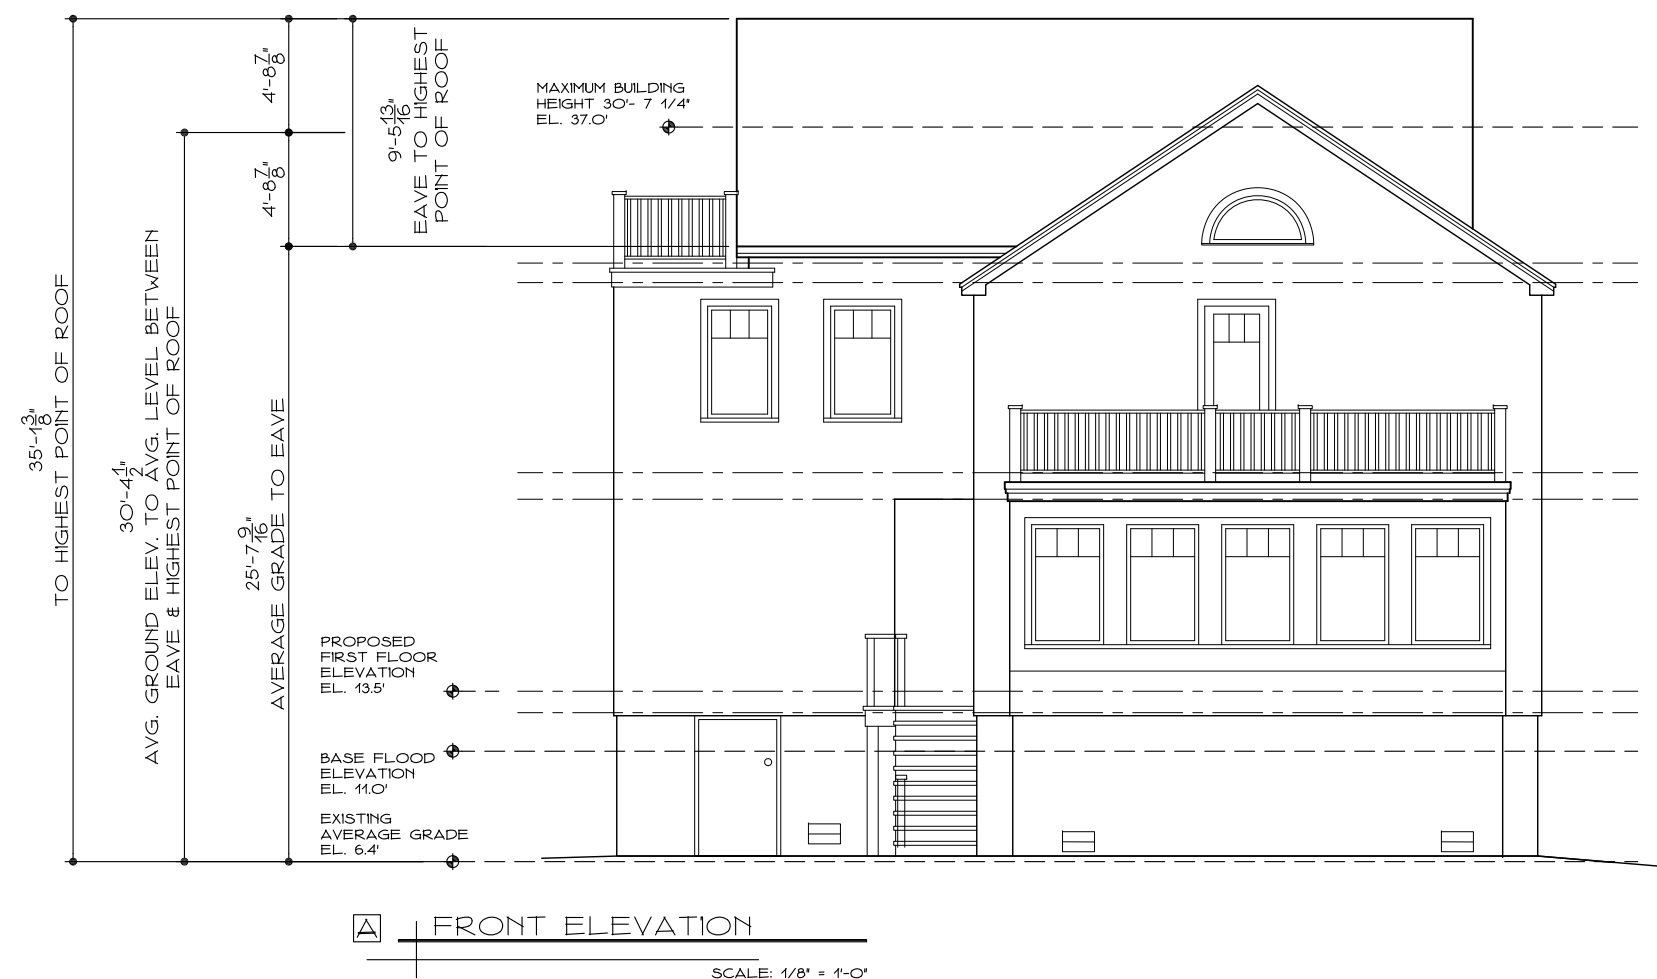 35'-1 3/8"
TO HIGHEST POINT OF ROOF
30'-4 1/2"
AVG. GROUND ELEV. TO AVG. LEVEL BETWEEN
EAVE & HIGHEST POINT OF ROOF
4'-8 7/8"
4'-8 7/8"
25'-7 9/16"
AVERAGE GRADE TO EAVE
9'-5 13/16"
EAVE TO HIGHEST
POINT OF ROOF
MAXIMUM BUILDING
HEIGHT 30'- 7 1/4"
EL. 37.0'
PROPOSED
FIRST FLOOR
ELEVATION
EL. 13.5'
BASE FLOOD
ELEVATION
EL. 11.0'
EXISTING
AVERAGE GRADE
EL. 6.4'
A FRONT ELEVATION
SCALE: 1/8" = 1'-0"